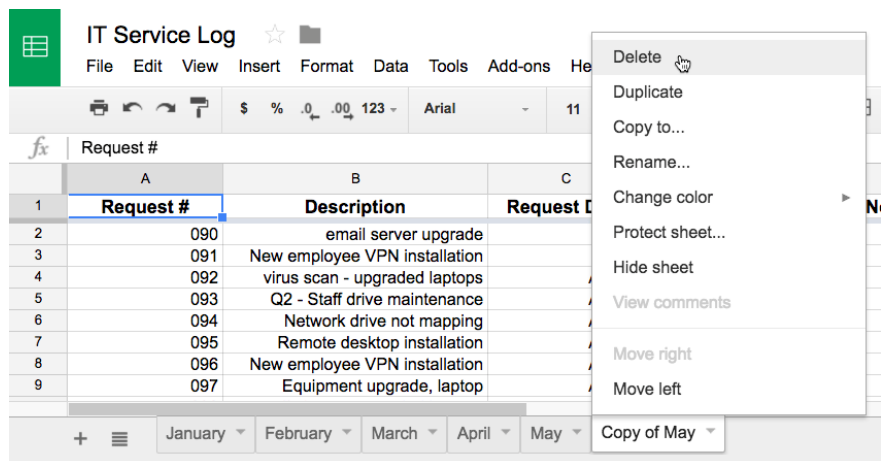 IT Service Log
File Edit View Insert Format Data Tools Add-ons He
$ % .0 .00 123 Arial 11
fx Request #
A B C
1 Request # Description Request D N
2 090 email server upgrade
3 091 New employee VPN installation
4 092 virus scan - upgraded laptops
5 093 Q2 - Staff drive maintenance
6 094 Network drive not mapping
7 095 Remote desktop installation
8 096 New employee VPN installation
9 097 Equipment upgrade, laptop
Delete
Duplicate
Copy to...
Rename...
Change color
Protect sheet...
Hide sheet
View comments
Move right
Move left
+ January February March April May Copy of May